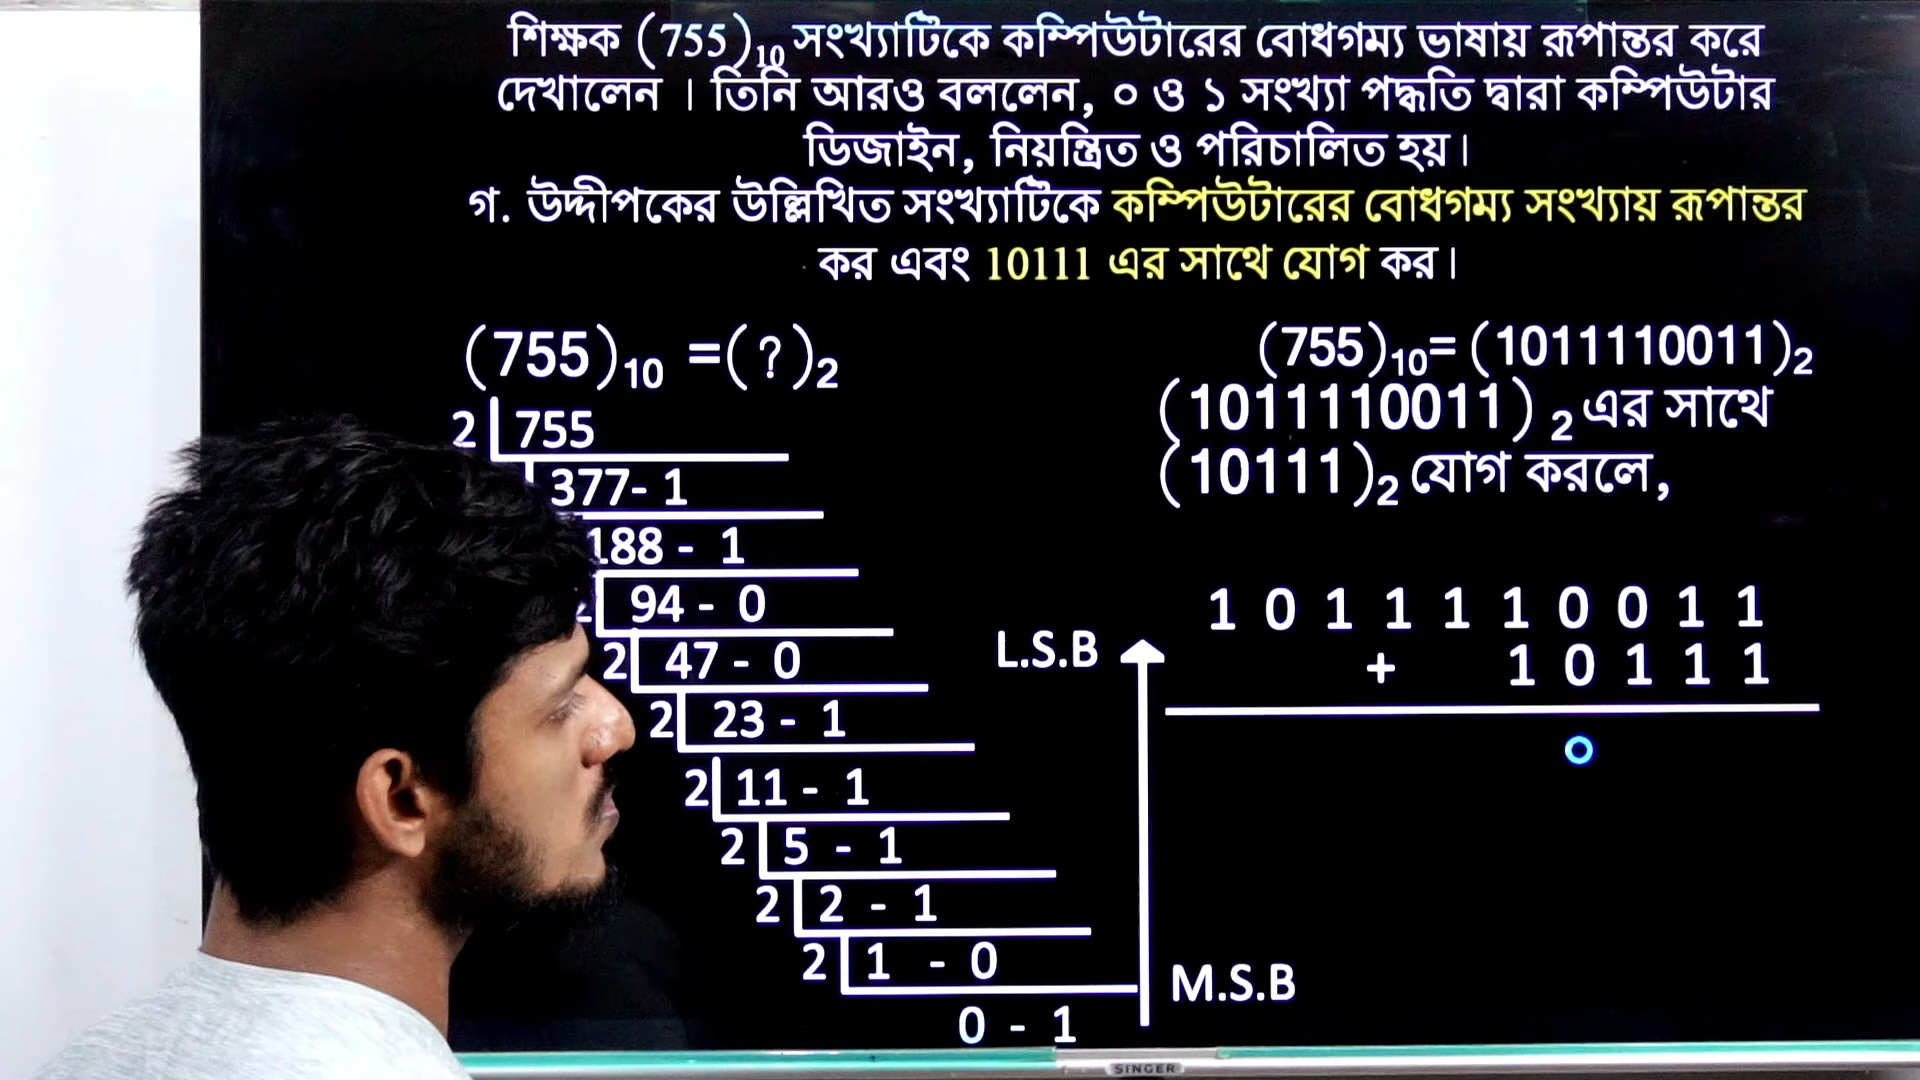 শিক্ষক (755)₁₀ সংখ্যাটিকে কম্পিউটারের বোধগম্য ভাষায় রূপান্তর করে
দেখালেন । তিনি আরও বললেন, ০ ও ১ সংখ্যা পদ্ধতি দ্বারা কম্পিউটার
ডিজাইন, নিয়ন্ত্রিত ও পরিচালিত হয়।
গ. উদ্দীপকের উল্লিখিত সংখ্যাটিকে কম্পিউটারের বোধগম্য সংখ্যায় রূপান্তর
কর এবং 10111 এর সাথে যোগ কর।
(755)₁₀ =(?)₂
2 755
377- 1
188 - 1
94 - 0
2 47 - 0
2 23 - 1
2 11 - 1
2 5 - 1
2 2 - 1
2 1 - 0
0 - 1
L.S.B
M.S.B
(755)₁₀= (1011110011)₂
(1011110011) ₂ এর সাথে
(10111)₂ যোগ করলে,
1 0 1 1 1 1 0 0 1 1
+ 1 0 1 1 1
SINGER